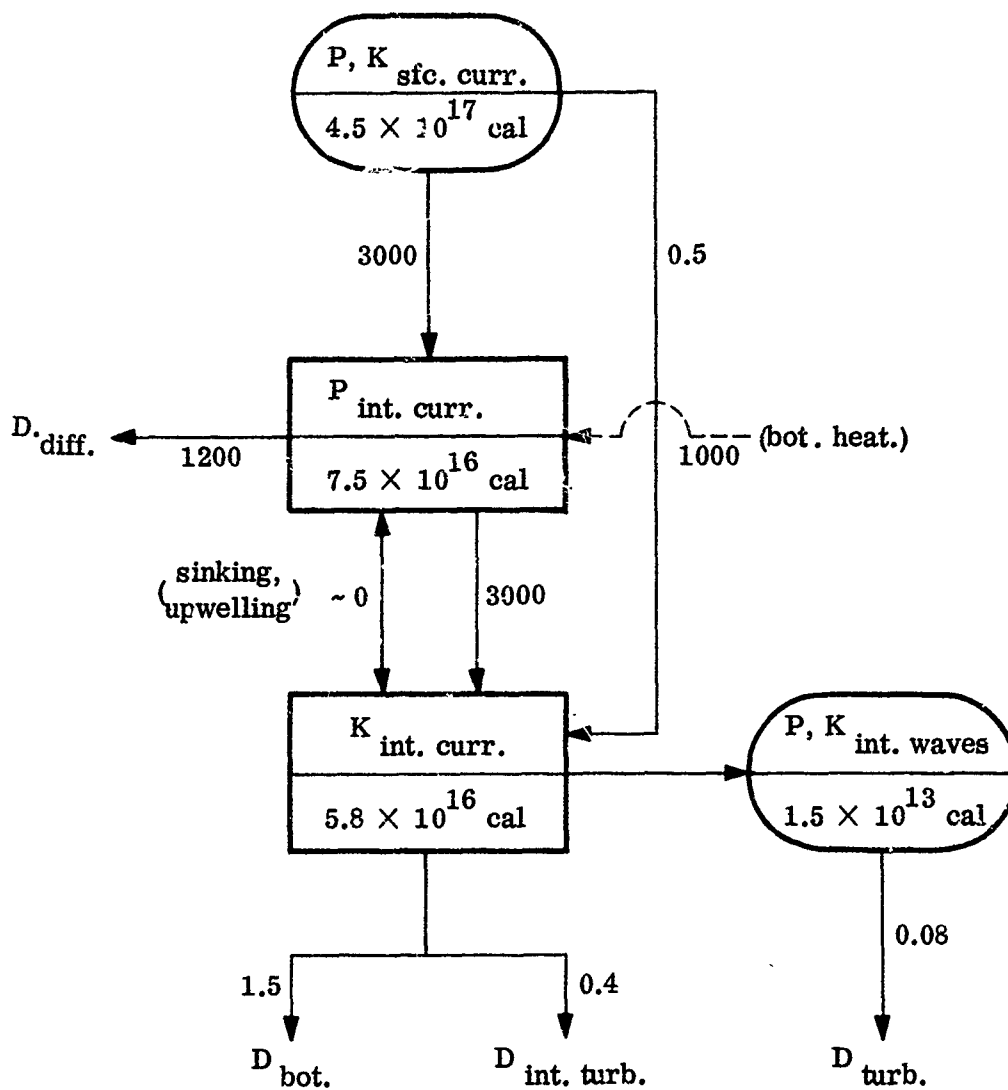 P, K sfc. curr.
4.5 × 10^17 cal
3000
0.5
P int. curr.
7.5 × 10^16 cal
D. diff.
1200
1000
(bot. heat.)
(sinking, upwelling)
~ 0
3000
K int. curr.
5.8 × 10^16 cal
P, K int. waves
1.5 × 10^13 cal
0.08
1.5
0.4
D bot.
D int. turb.
D turb.